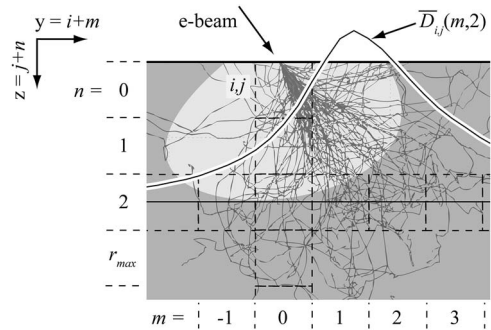 y = i+m
z = j+n
e-beam
D̅i,j(m,2)
n = 0
i,j
1
2
rmax
m = -1 0 1 2 3